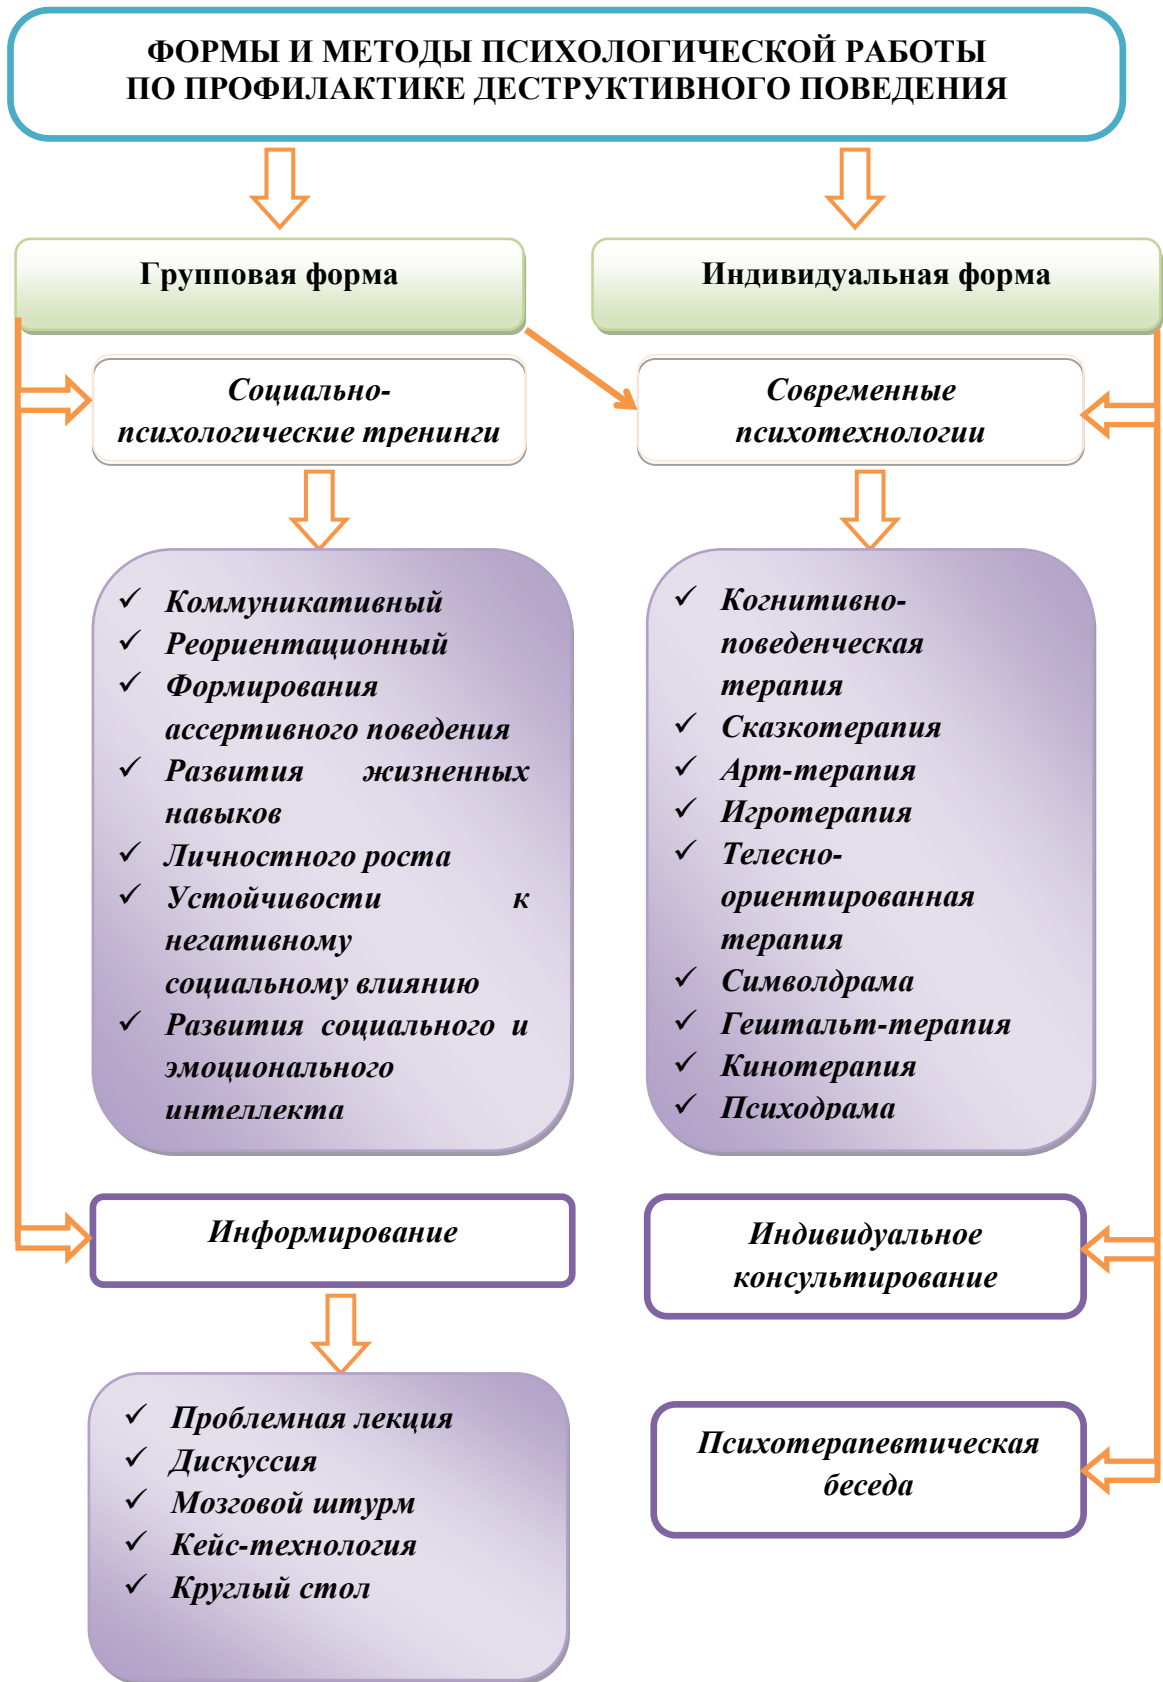 ФОРМЫ И МЕТОДЫ ПСИХОЛОГИЧЕСКОЙ РАБОТЫ
ПО ПРОФИЛАКТИКЕ ДЕСТРУКТИВНОГО ПОВЕДЕНИЯ
Групповая форма
Индивидуальная форма
Социально-
психологические тренинги
Современные
психотехнологии
✓ Коммуникативный
✓ Реориентационный
✓ Формирования
ассертивного поведения
✓ Развития жизненных
навыков
✓ Личностного роста
✓ Устойчивости к
негативному
социальному влиянию
✓ Развития социального и
эмоционального
интеллекта
✓ Когнитивно-
поведенческая
терапия
✓ Сказкотерапия
✓ Арт-терапия
✓ Игротерапия
✓ Телесно-
ориентированная
терапия
✓ Символдрама
✓ Гештальт-терапия
✓ Кинотерапия
✓ Психодрама
Информирование
Индивидуальное
консультирование
✓ Проблемная лекция
✓ Дискуссия
✓ Мозговой штурм
✓ Кейс-технология
✓ Круглый стол
Психотерапевтическая
беседа